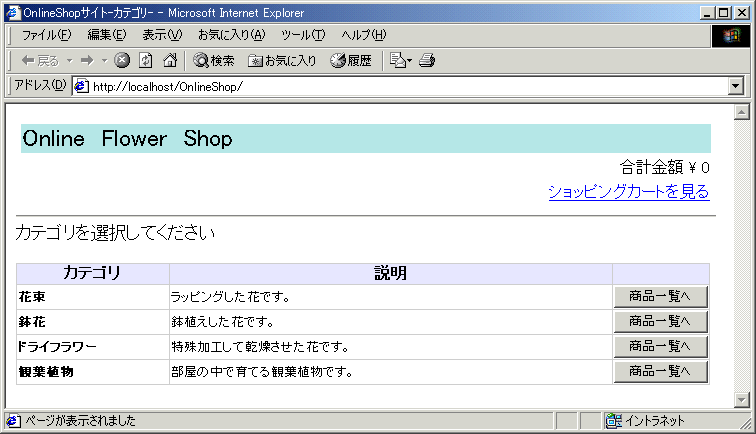 OnlineShopサイト-カテゴリー - Microsoft Internet Explorer
ファイル(F) 編集(E) 表示(V) お気に入り(A) ツール(T) ヘルプ(H)
戻る 検索 お気に入り 履歴
アドレス(D) http://localhost/OnlineShop/
Online Flower Shop
合計金額 ¥ 0
ショッピングカートを見る
カテゴリを選択してください
カテゴリ 説明
花束 ラッピングした花です。 商品一覧へ
鉢花 鉢植えした花です。 商品一覧へ
ドライフラワー 特殊加工して乾燥させた花です。 商品一覧へ
観葉植物 部屋の中で育てる観葉植物です。 商品一覧へ
ページが表示されました イントラネット